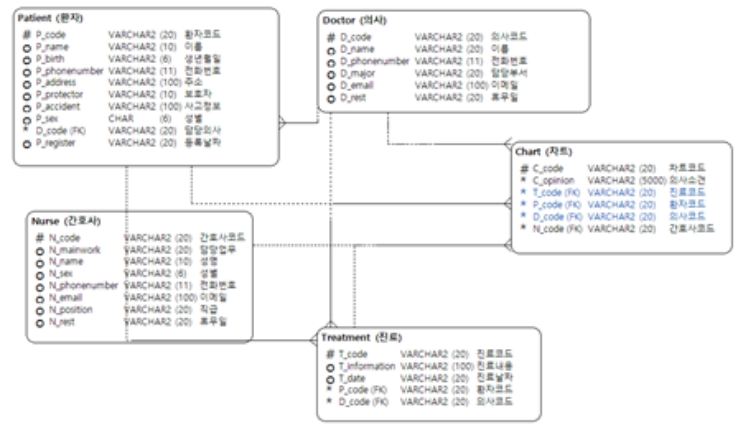 Patient (환자)
# P_code VARCHAR2 (20) 환자코드
o P_name VARCHAR2 (10) 이름
o P_birth VARCHAR2 (6) 생년월일
o P_phonenumber VARCHAR2 (11) 전화번호
o P_address VARCHAR2 (100) 주소
o P_protector VARCHAR2 (10) 보호자
o P_accident VARCHAR2 (100) 사고정보
o P_sex CHAR (6) 성별
* D_code (FK) VARCHAR2 (20) 담당의사
o P_register VARCHAR2 (20) 등록날짜
Doctor (의사)
# D_code VARCHAR2 (20) 의사코드
o D_name VARCHAR2 (20) 이름
o D_phonenumber VARCHAR2 (11) 전화번호
o D_major VARCHAR2 (20) 담당부서
o D_email VARCHAR2 (100) 이메일
o D_rest VARCHAR2 (20) 휴무일
Chart (차트)
# C_code VARCHAR2 (20) 차트코드
* C_opinion VARCHAR2 (5000) 의사소견
* T_code (FK) VARCHAR2 (20) 진료코드
* P_code (FK) VARCHAR2 (20) 환자코드
* D_code (FK) VARCHAR2 (20) 의사코드
* N_code (FK) VARCHAR2 (20) 간호사코드
Nurse (간호사)
# N_code VARCHAR2 (20) 간호사코드
o N_mainwork VARCHAR2 (20) 담당업무
o N_name VARCHAR2 (10) 성명
o N_sex VARCHAR2 (6) 성별
o N_phonenumber VARCHAR2 (11) 전화번호
o N_email VARCHAR2 (100) 이메일
o N_position VARCHAR2 (20) 직급
o N_rest VARCHAR2 (20) 휴무일
Treatment (진료)
# T_code VARCHAR2 (20) 진료코드
o T_information VARCHAR2 (100) 진료내용
o T_date VARCHAR2 (20) 진료날자
* P_code (FK) VARCHAR2 (20) 환자코드
* D_code (FK) VARCHAR2 (20) 의사코드